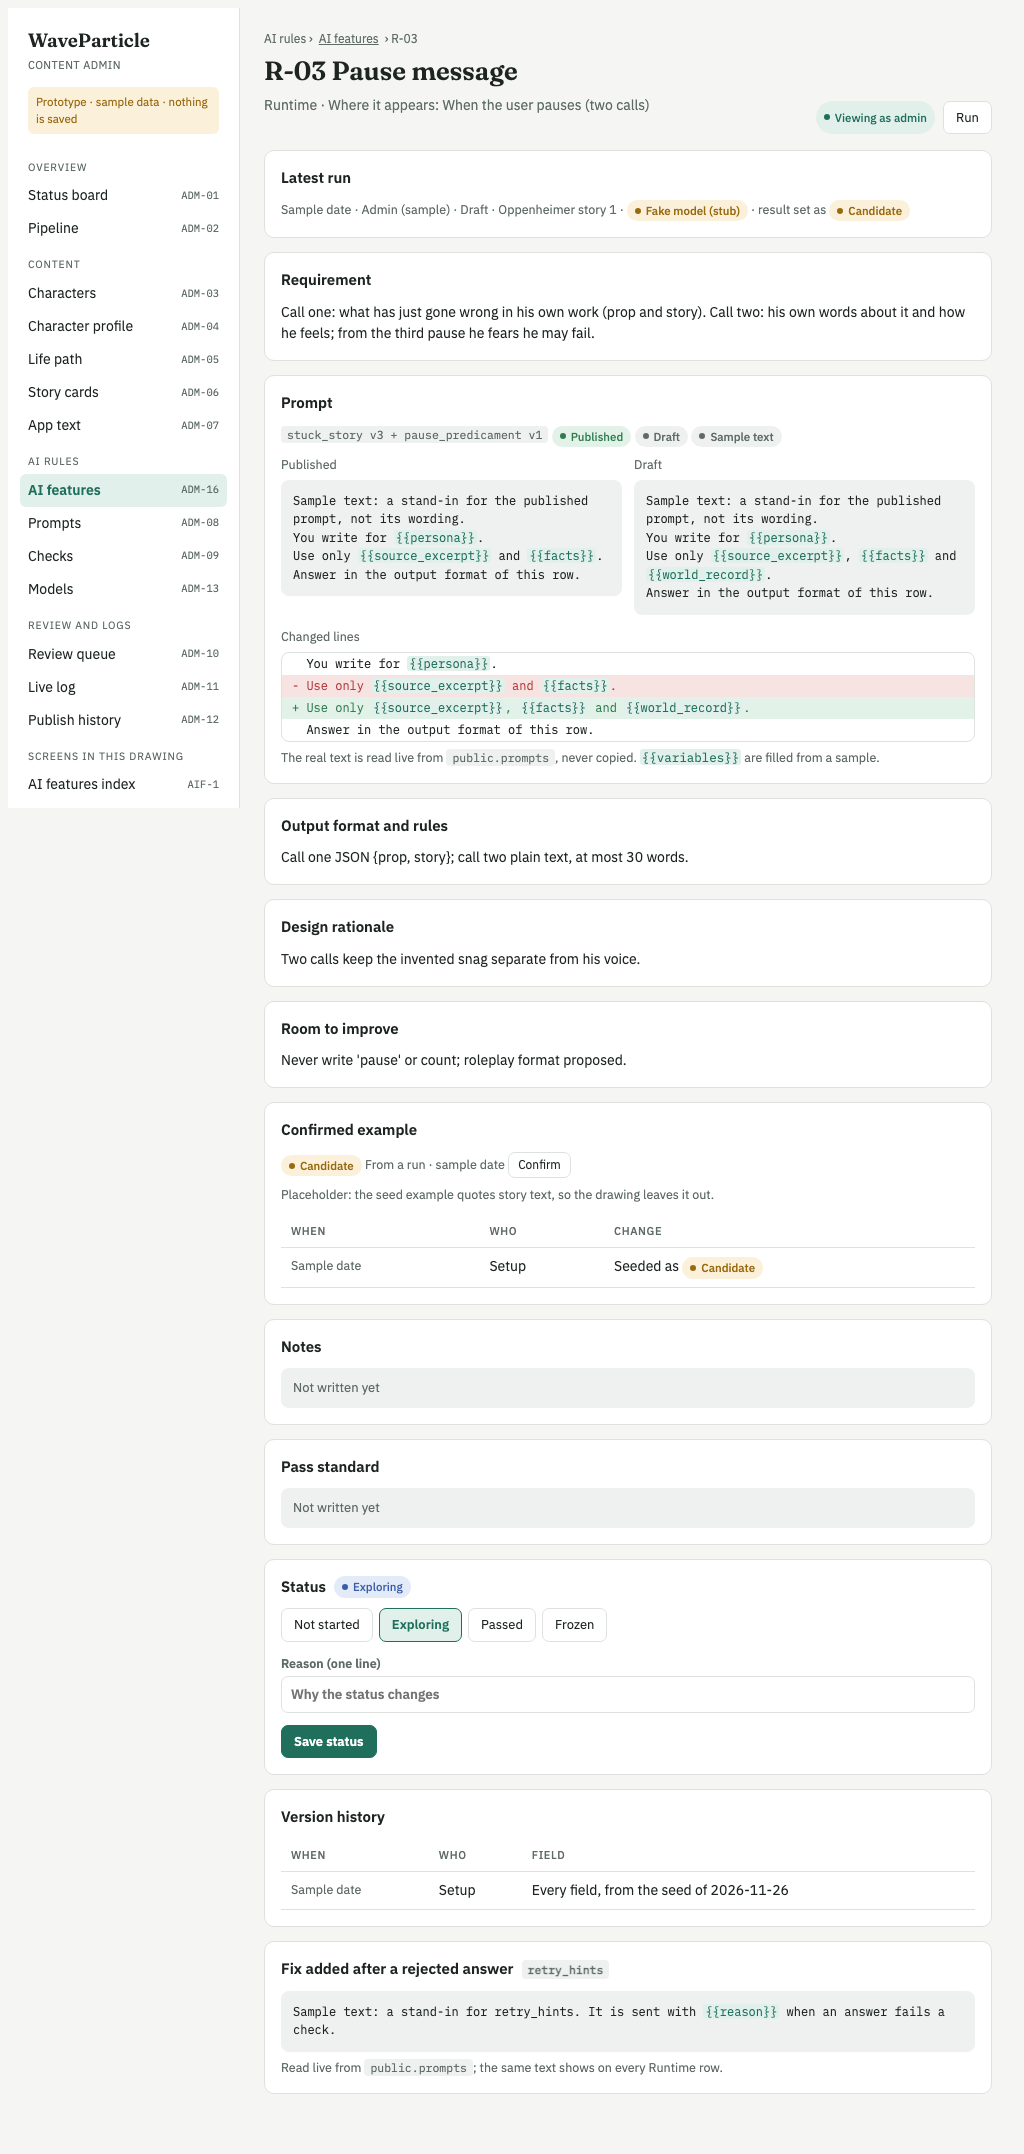 WaveParticle
CONTENT ADMIN
Prototype · sample data · nothing
is saved
OVERVIEW
Status board ADM-01
Pipeline ADM-02
CONTENT
Characters ADM-03
Character profile ADM-04
Life path ADM-05
Story cards ADM-06
App text ADM-07
AI RULES
AI features ADM-16
Prompts ADM-08
Checks ADM-09
Models ADM-13
REVIEW AND LOGS
Review queue ADM-10
Live log ADM-11
Publish history ADM-12
SCREENS IN THIS DRAWING
AI features index AIF-1
AI rules › AI features › R-03
R-03 Pause message
Runtime · Where it appears: When the user pauses (two calls)
Viewing as admin Run
Latest run
Sample date · Admin (sample) · Draft · Oppenheimer story 1 · Fake model (stub) · result set as Candidate
Requirement
Call one: what has just gone wrong in his own work (prop and story). Call two: his own words about it and how
he feels; from the third pause he fears he may fail.
Prompt
stuck_story v3 + pause_predicament v1 Published Draft Sample text
Published
Sample text: a stand-in for the published
prompt, not its wording.
You write for {{persona}}.
Use only {{source_excerpt}} and {{facts}}.
Answer in the output format of this row.
Draft
Sample text: a stand-in for the published
prompt, not its wording.
You write for {{persona}}.
Use only {{source_excerpt}}, {{facts}} and
{{world_record}}.
Answer in the output format of this row.
Changed lines
You write for {{persona}}.
- Use only {{source_excerpt}} and {{facts}}.
+ Use only {{source_excerpt}}, {{facts}} and {{world_record}}.
Answer in the output format of this row.
The real text is read live from public.prompts, never copied. {{variables}} are filled from a sample.
Output format and rules
Call one JSON {prop, story}; call two plain text, at most 30 words.
Design rationale
Two calls keep the invented snag separate from his voice.
Room to improve
Never write 'pause' or count; roleplay format proposed.
Confirmed example
Candidate From a run · sample date Confirm
Placeholder: the seed example quotes story text, so the drawing leaves it out.
WHEN WHO CHANGE
Sample date Setup Seeded as Candidate
Notes
Not written yet
Pass standard
Not written yet
Status Exploring
Not started Exploring Passed Frozen
Reason (one line)
Why the status changes
Save status
Version history
WHEN WHO FIELD
Sample date Setup Every field, from the seed of 2026-11-26
Fix added after a rejected answer retry_hints
Sample text: a stand-in for retry_hints. It is sent with {{reason}} when an answer fails a
check.
Read live from public.prompts; the same text shows on every Runtime row.